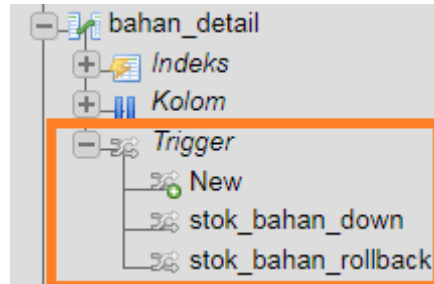 bahan_detail
Indeks
Kolom
Trigger
New
stok_bahan_down
stok_bahan_rollback